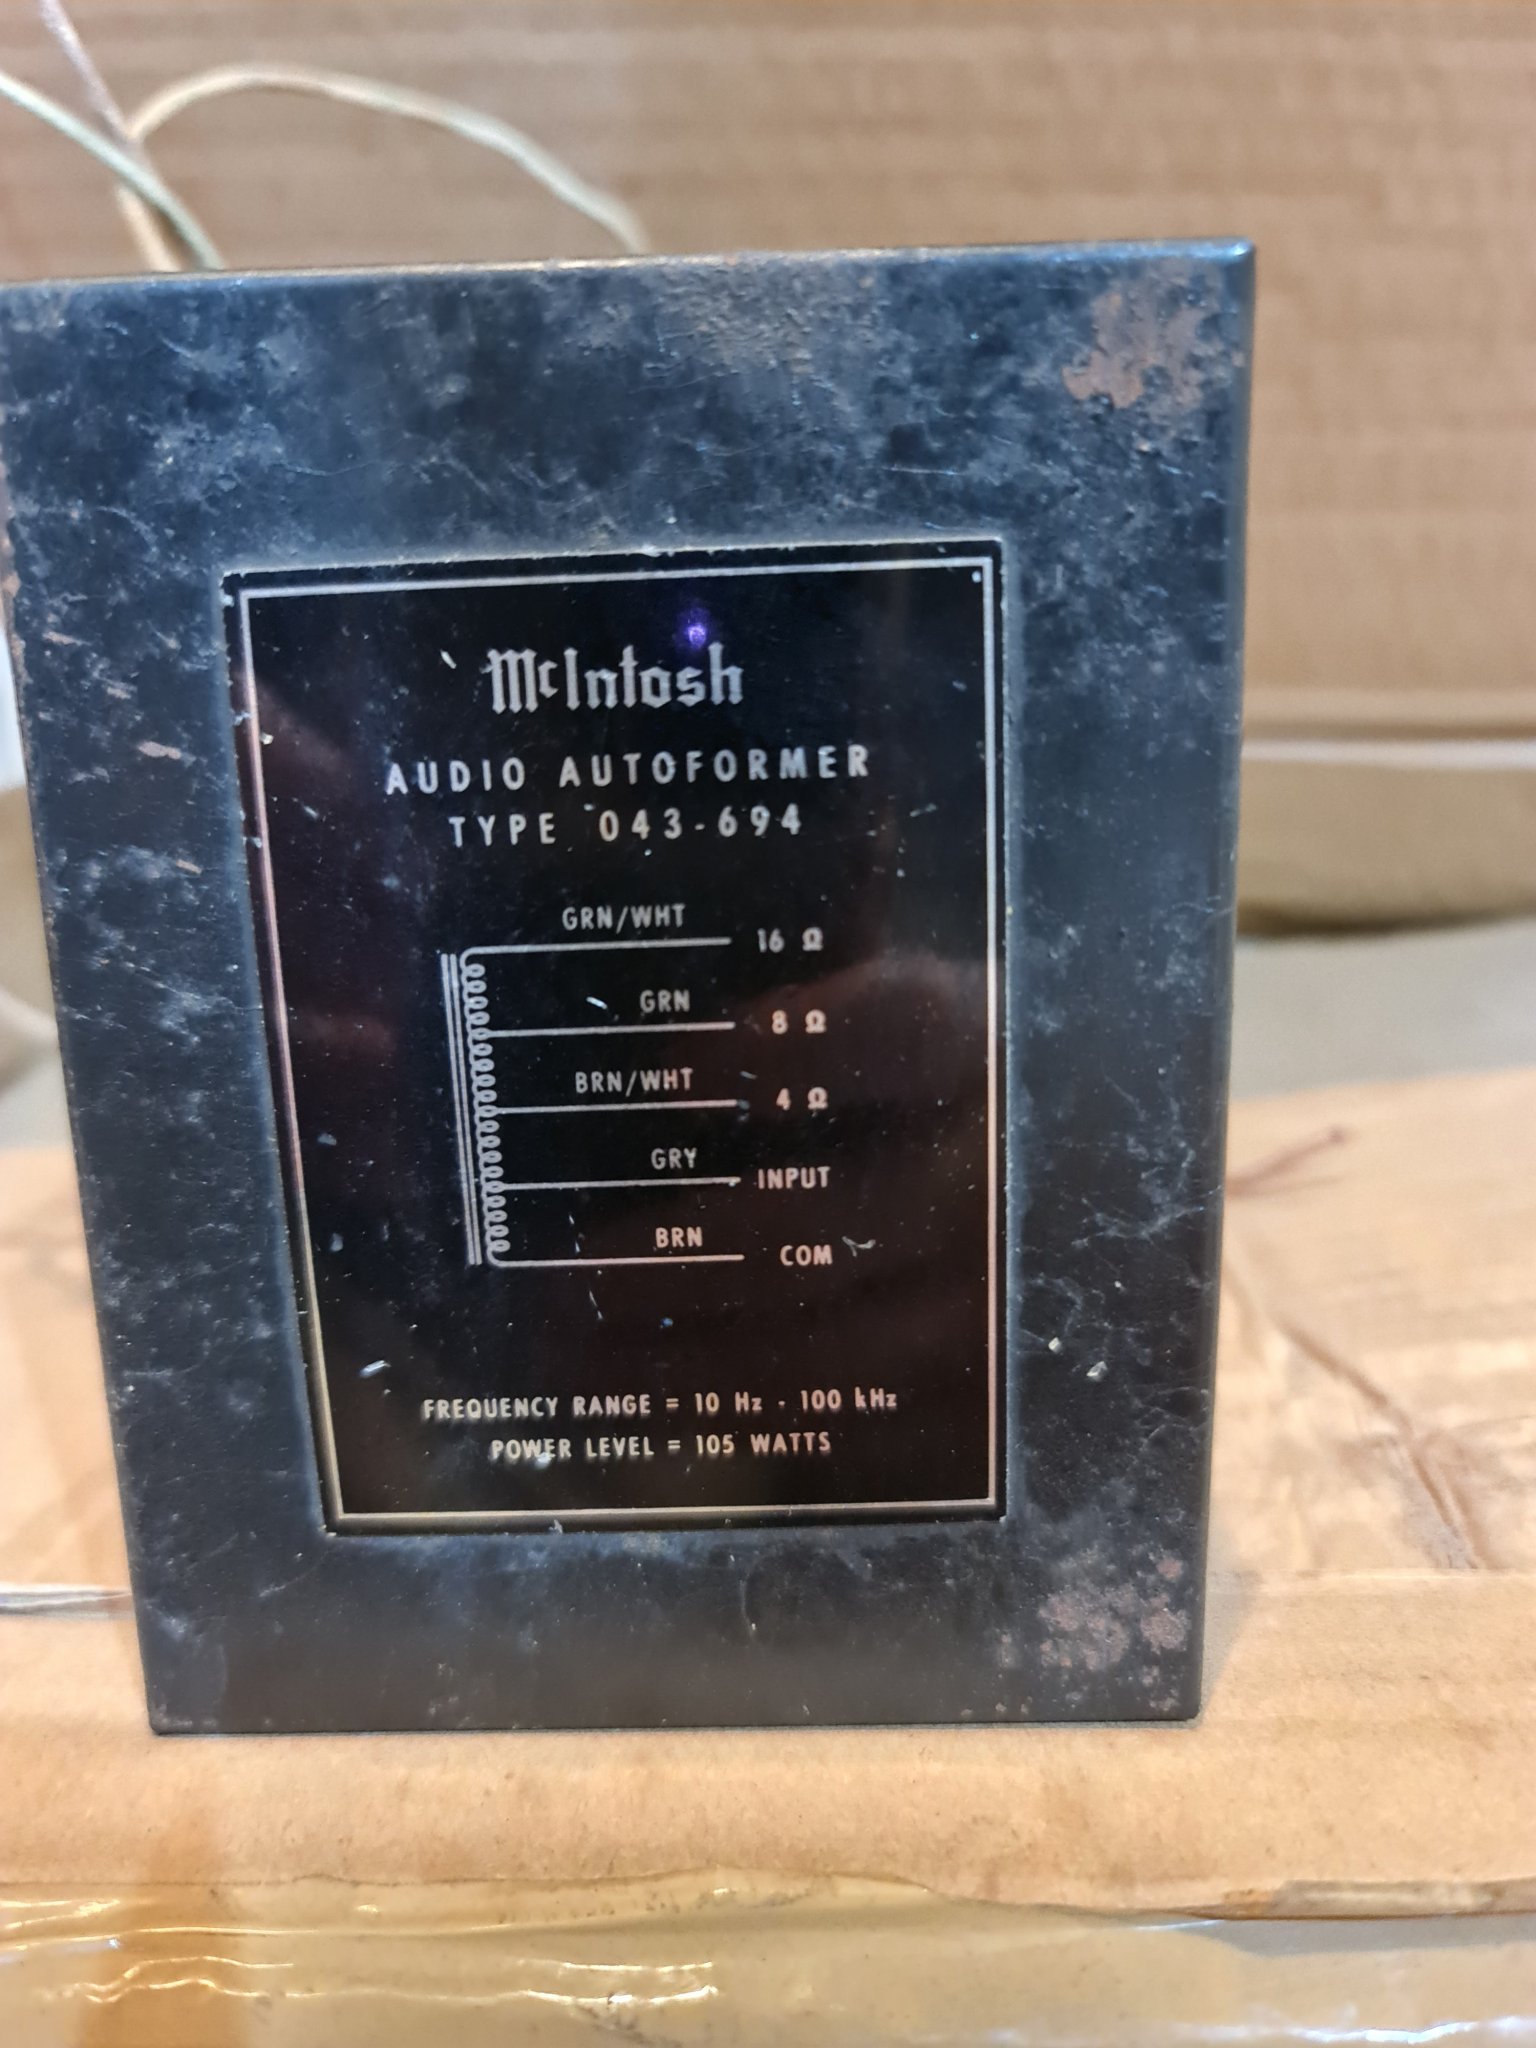 McIntosh
AUDIO AUTOFORMER
TYPE 043-694
GRN/WHT 16 Ω
GRN 8 Ω
BRN/WHT 4 Ω
GRY INPUT
BRN COM
FREQUENCY RANGE = 10 Hz - 100 kHz
POWER LEVEL = 105 WATTS